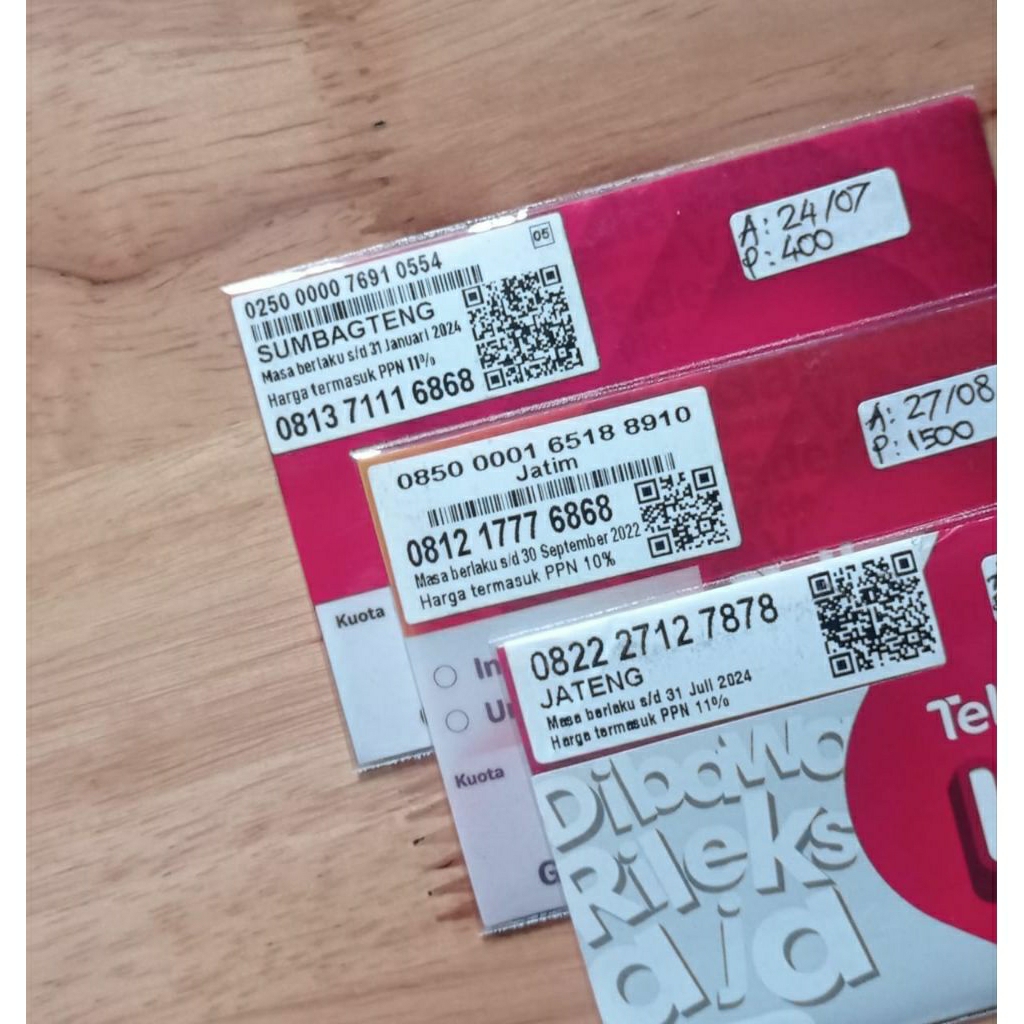 05
0250 0000 7691 0554
SUMBAGTENG
Masa berlaku s/d 31 Januari 2024
Harga termasuk PPN 11%
0813 7111 6868
A: 24/07
P: 400
Kuota
0850 0001 6518 8910
Jatim
0812 1777 6868
Masa berlaku s/d 30 September 2022
Harga termasuk PPN 10%
A: 27/08
P: 1500
In
Kuota
G
0822 2712 7878
JATENG
Masa berlaku s/d 31 Juli 2024
Harga termasuk PPN 11%
Tel
Dibawa
Rileks
aja